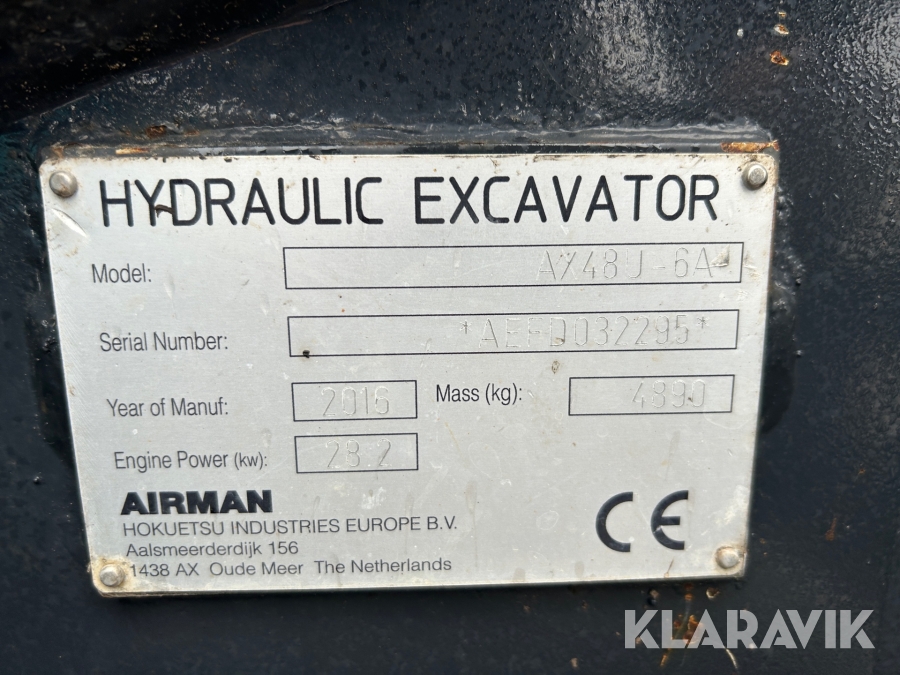 HYDRAULIC EXCAVATOR
Model: AX48U-6A
Serial Number: *AEFD032295*
Year of Manuf: 2016 Mass (kg): 4890
Engine Power (kw): 28.2
AIRMAN
HOKUETSU INDUSTRIES EUROPE B.V.
Aalsmeerderdijk 156
1438 AX Oude Meer The Netherlands
CE
KLARAVIK